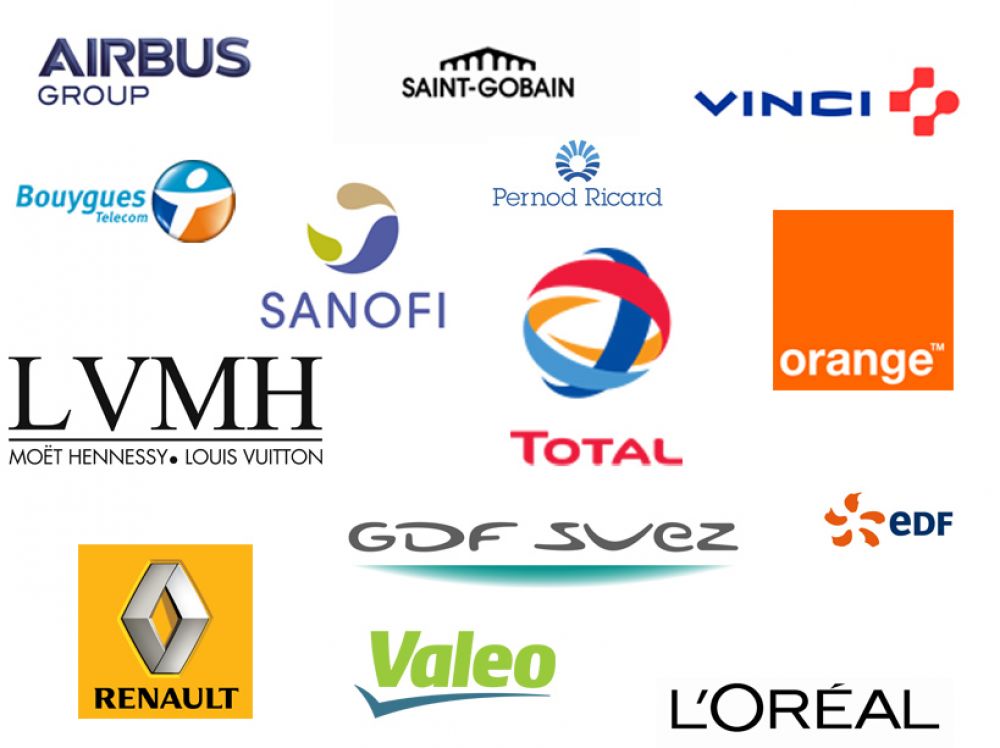 AIRBUS
GROUP
SAINT-GOBAIN
VINCI
Bouygues
Telecom
Pernod Ricard
SANOFI
TOTAL
orange™
LVMH
MOËT HENNESSY • LOUIS VUITTON
GDF SUEZ
eDF
RENAULT
Valeo
L'ORÉAL